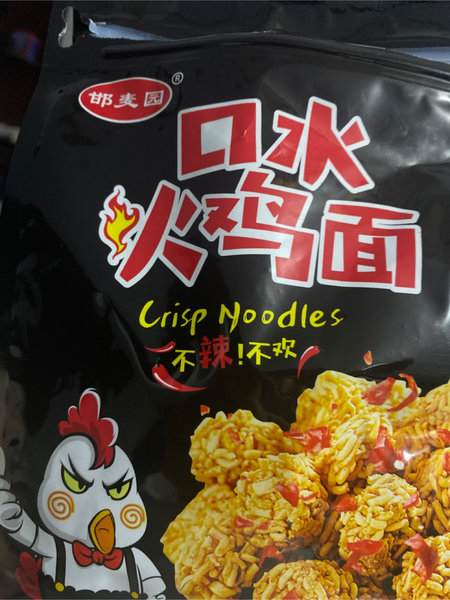 邯麦园®
口水
火鸡面
Crisp Noodles
不辣!不欢